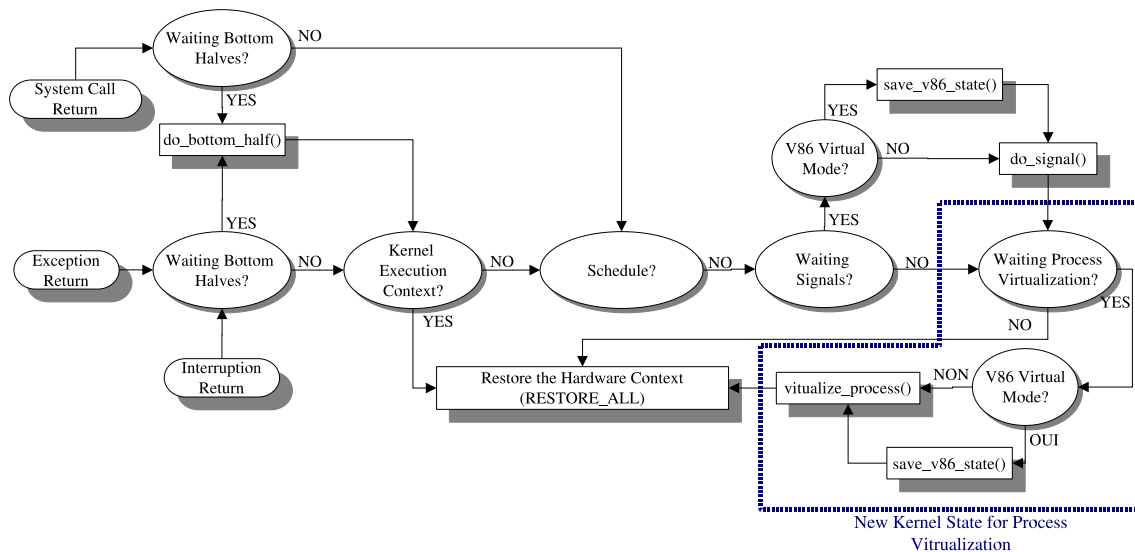 Waiting Bottom
Halves?
NO
System Call
Return
YES
do_bottom_half()
save_v86_state()
YES
V86 Virtual
Mode?
NO
do_signal()
YES
YES
Exception
Return
Waiting Bottom
Halves?
NO
Kernel
Execution
Context?
NO
Schedule?
NO
Waiting
Signals?
NO
Waiting Process
Virtualization?
YES
YES
NO
Interruption
Return
Restore the Hardware Context
(RESTORE_ALL)
vitualize_process()
NON
V86 Virtual
Mode?
OUI
save_v86_state()
New Kernel State for Process
Vitrualization